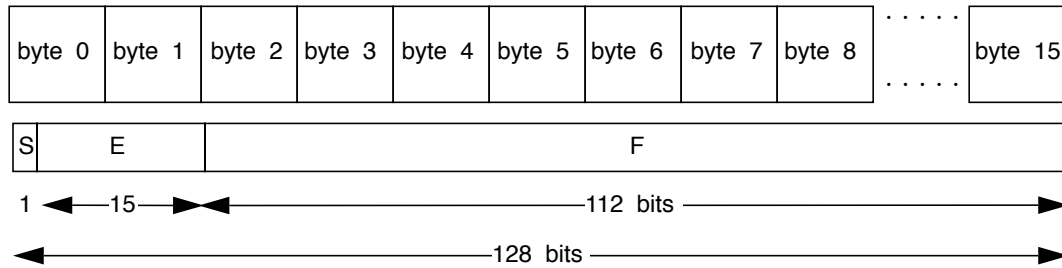 . . . . .
byte 0 byte 1 byte 2 byte 3 byte 4 byte 5 byte 6 byte 7 byte 8 byte 15
. . . . .
S E F
1 15 112 bits
128 bits